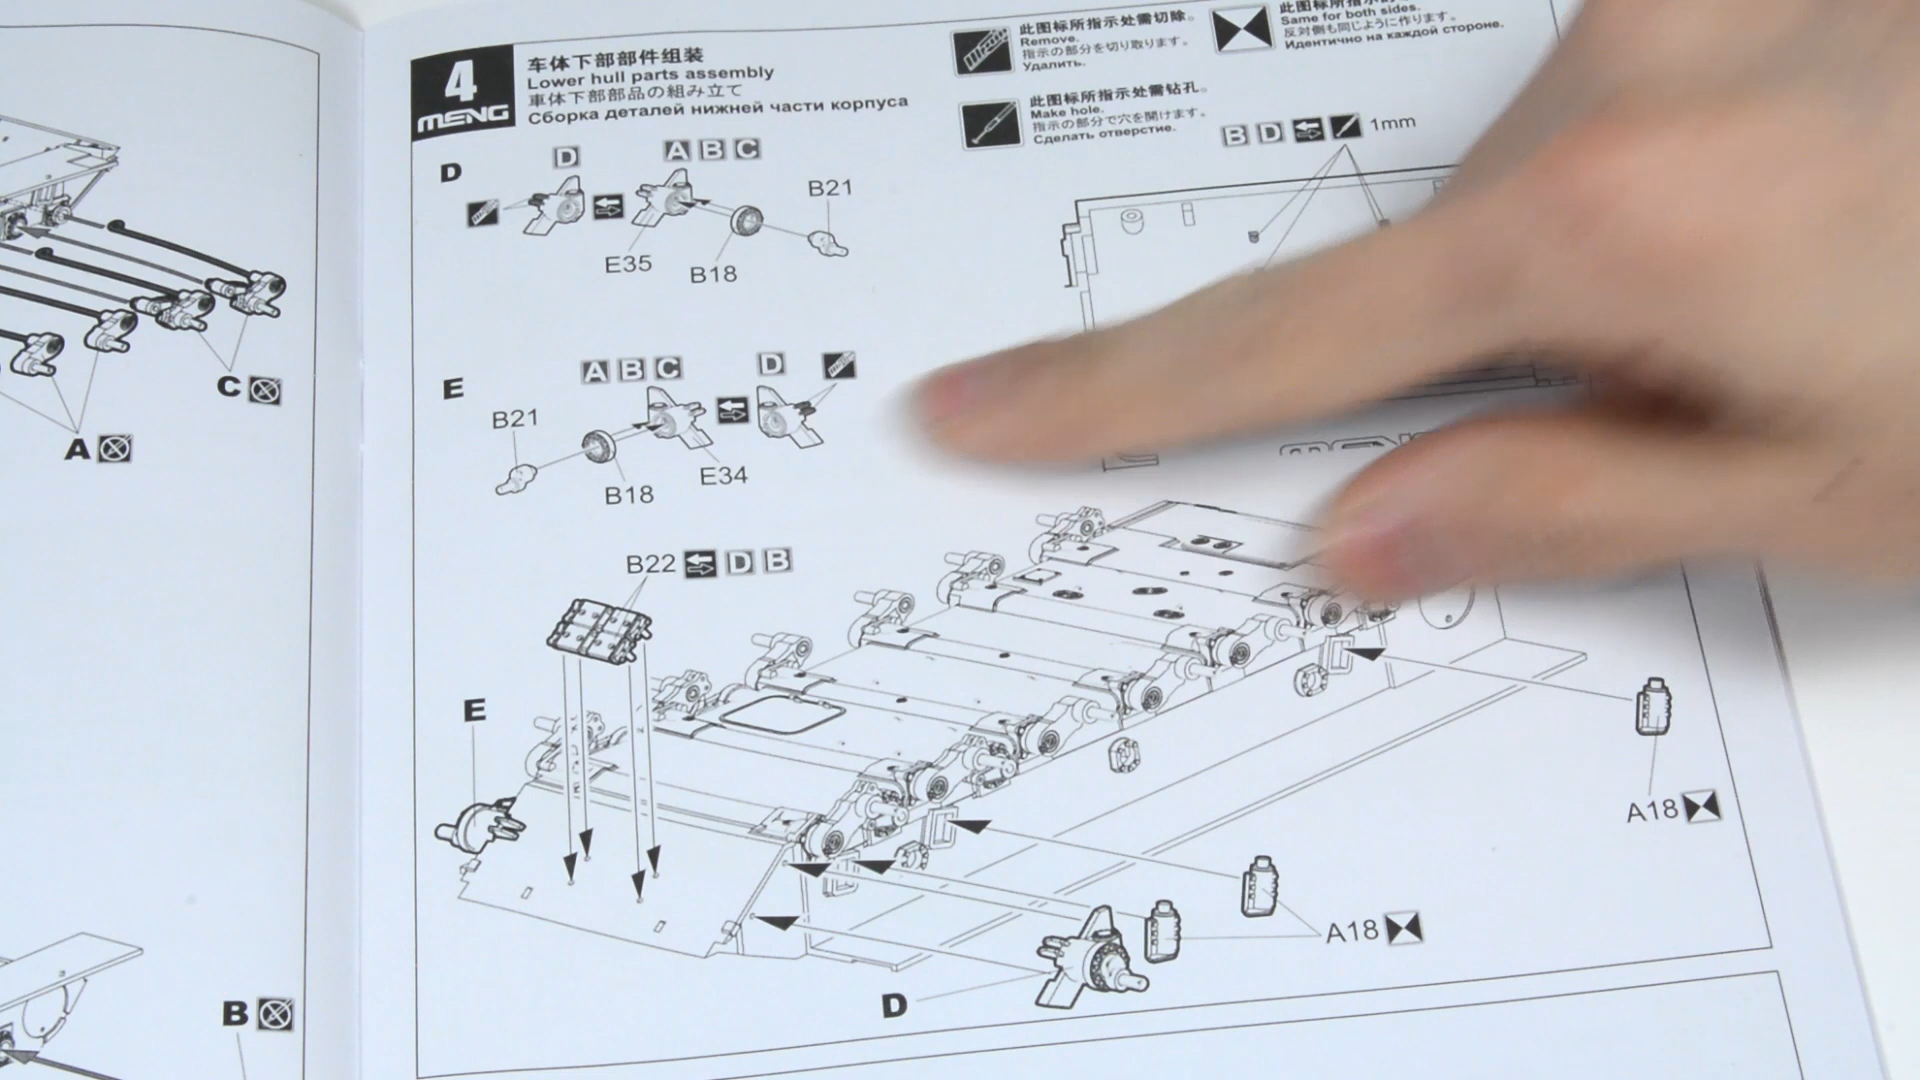 4
MENG
车体下部部件组装
Lower hull parts assembly
車体下部部品の組み立て
Сборка деталей нижней части корпуса
此图标所指示处需切除。
Remove.
指示の部分を切り取ります。
Удалить.
Same for both sides.
反対側も同じように作ります。
Идентично на каждой стороне.
此图标所指示处需钻孔。
Make hole.
指示の部分で穴を開けます。
Сделать отверстие.
B D 1mm
D
D
A B C
B21
E35
B18
E
A B C
D
B21
B18
E34
B22 D B
E
A18
A18
D
C
A
B